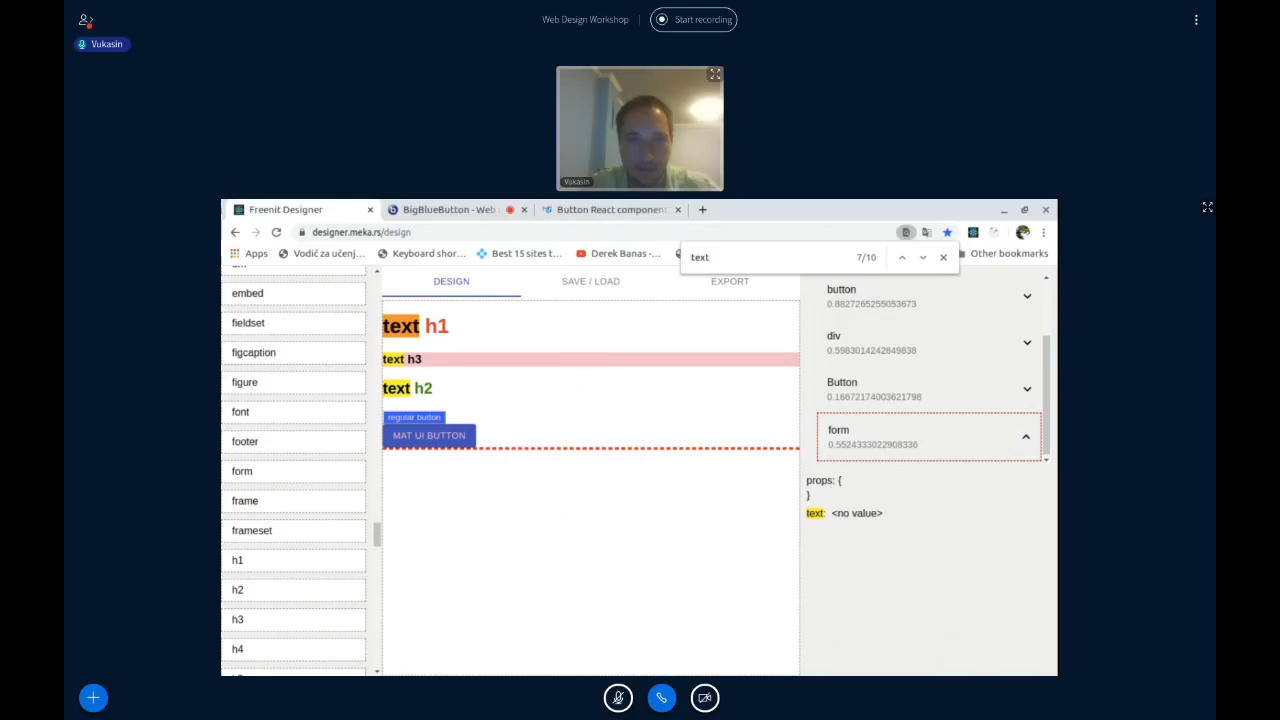 Web Design Workshop
Start recording
Vukasin
Vukasin
Freenit Designer
BigBlueButton - Web
Button React component
designer.meka.rs/design
Apps
Vodič za učenj...
Keyboard shor...
Best 15 sites t...
Derek Banas -...
Other bookmarks
text 7/10
embed
fieldset
figcaption
figure
font
footer
form
frame
frameset
h1
h2
h3
h4
DESIGN
SAVE / LOAD
EXPORT
text h1
text h3
text h2
regular button
MAT UI BUTTON
button
0.8827265255053673
div
0.5983014242849838
Button
0.16672174003621798
form
0.5524333022908336
props: {
}
text: <no value>